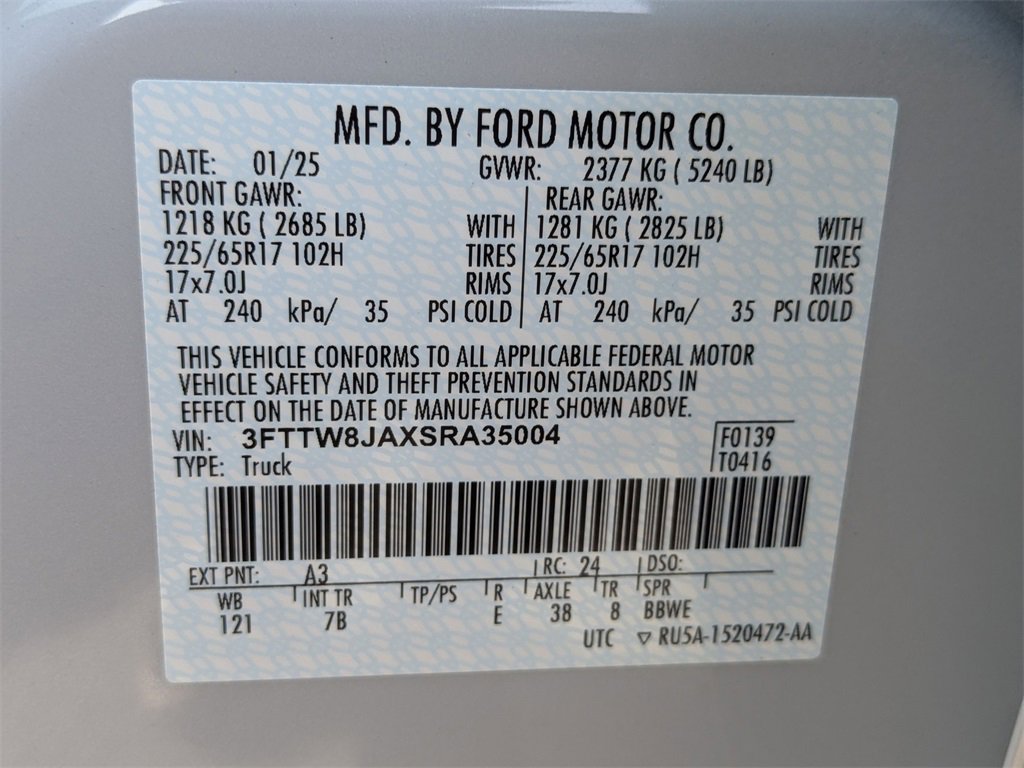 MFD. BY FORD MOTOR CO.
DATE: 01/25 GVWR: 2377 KG ( 5240 LB)
FRONT GAWR: REAR GAWR:
1218 KG ( 2685 LB) WITH 1281 KG ( 2825 LB) WITH
225/65R17 102H TIRES 225/65R17 102H TIRES
17x7.0J RIMS 17x7.0J RIMS
AT 240 kPa/ 35 PSI COLD AT 240 kPa/ 35 PSI COLD
THIS VEHICLE CONFORMS TO ALL APPLICABLE FEDERAL MOTOR
VEHICLE SAFETY AND THEFT PREVENTION STANDARDS IN
EFFECT ON THE DATE OF MANUFACTURE SHOWN ABOVE.
VIN: 3FTTW8JAXSRA35004 F0139
TYPE: Truck T0416
EXT PNT: A3 RC: 24 DSO:
WB INT TR TP/PS R AXLE TR SPR
121 7B E 38 8 BBWE
UTC ▽ RU5A-1520472-AA